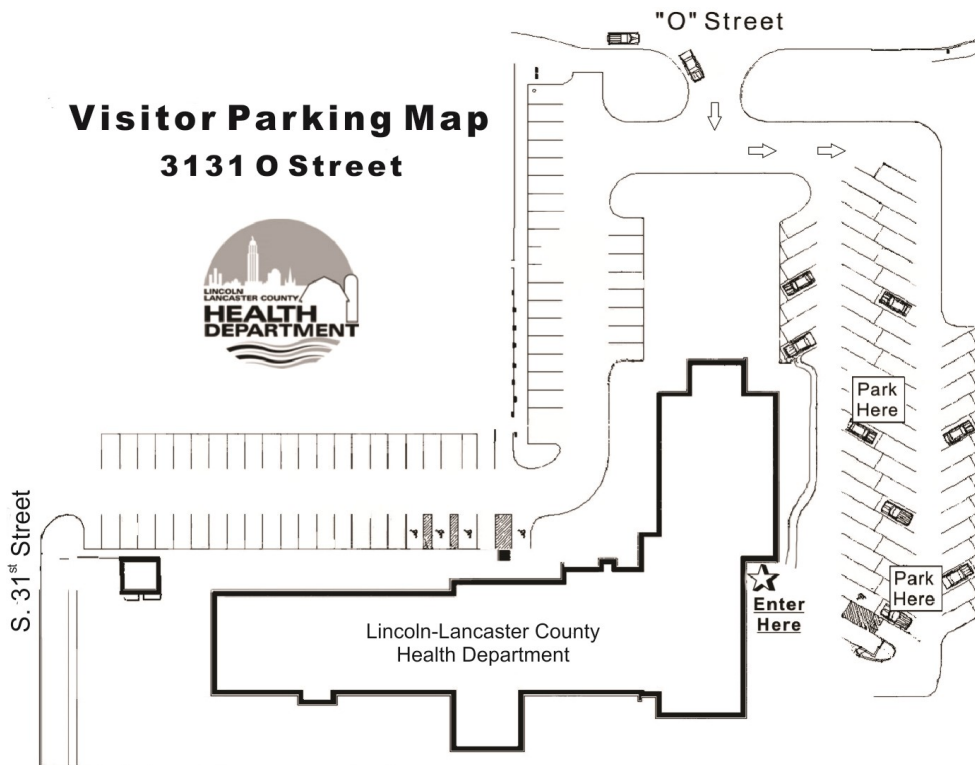 "O" Street
Visitor Parking Map
3131 O Street
LINCOLN
LANCASTER COUNTY
HEALTH
DEPARTMENT
Park
Here
S. 31st Street
Park
Here
Enter
Here
Lincoln-Lancaster County
Health Department